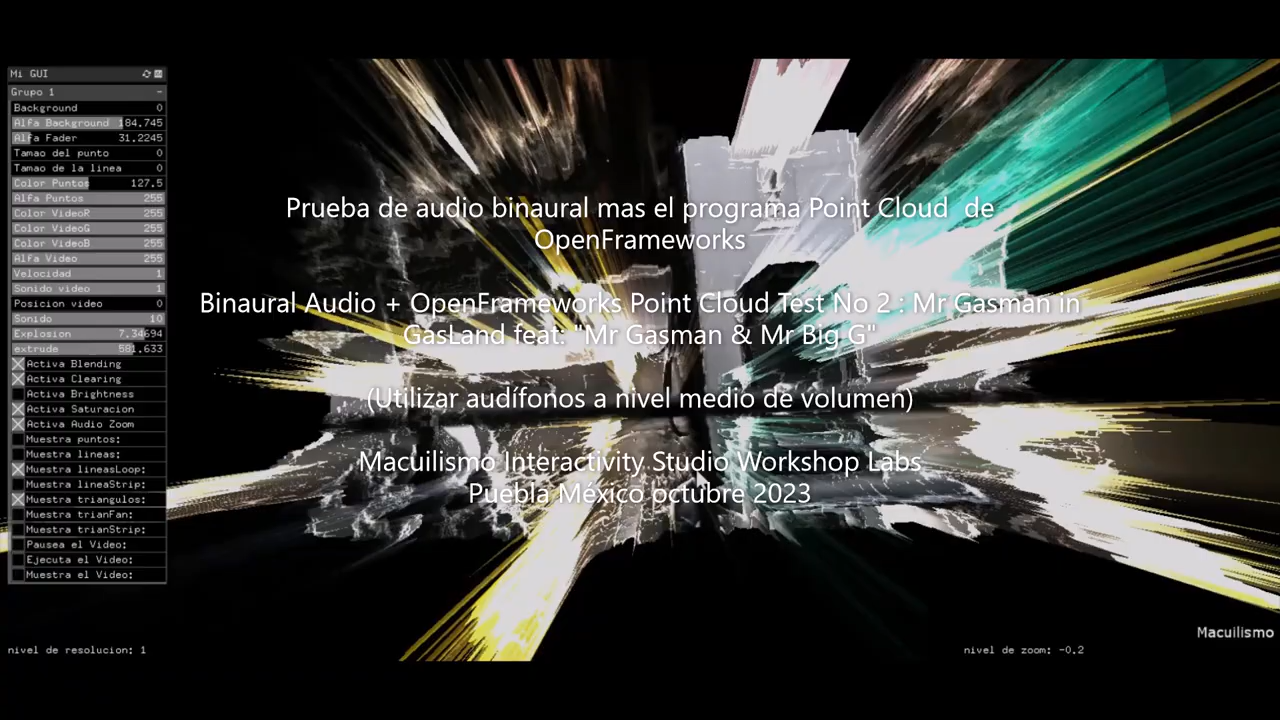 Mi GUI
Grupo 1 -
Background 0
Alfa Background 184.745
Alfa Fader 31.2245
Tamao del punto 0
Tamao de la linea 0
Color Puntos 127.5
Alfa Puntos 255
Color VideoR 255
Color VideoG 255
Color VideoB 255
Alfa Video 255
Velocidad 1
Sonido video 1
Posicion video 0
Sonido 10
Explosion 7.34694
extrude 581.633
Activa Blending
Activa Clearing
Activa Brightness
Activa Saturacion
Activa Audio Zoom
Muestra puntos:
Muestra lineas:
Muestra lineasLoop:
Muestra lineaStrip:
Muestra triangulos:
Muestra trianFan:
Muestra trianStrip:
Pausea el Video:
Ejecuta el Video:
Muestra el Video:
nivel de resolucion: 1
Prueba de audio binaural mas el programa Point Cloud de
OpenFrameworks
Binaural Audio + OpenFrameworks Point Cloud Test No 2 : Mr Gasman in
GasLand feat: "Mr Gasman & Mr Big G"
(Utilizar audífonos a nivel medio de volumen)
Macuilismo Interactivity Studio Workshop Labs
Puebla México octubre 2023
Macuilismo
nivel de zoom: -0.2